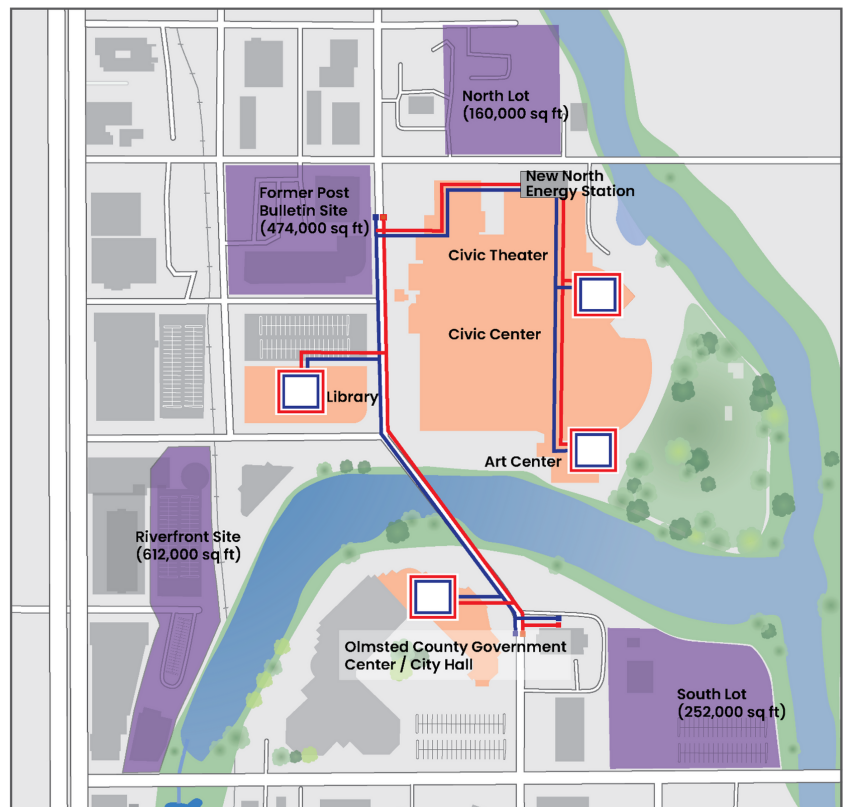 North Lot
(160,000 sq ft)
New North
Energy Station
Former Post
Bulletin Site
(474,000 sq ft)
Civic Theater
Civic Center
Library
Art Center
Riverfront Site
(612,000 sq ft)
Olmsted County Government
Center / City Hall
South Lot
(252,000 sq ft)